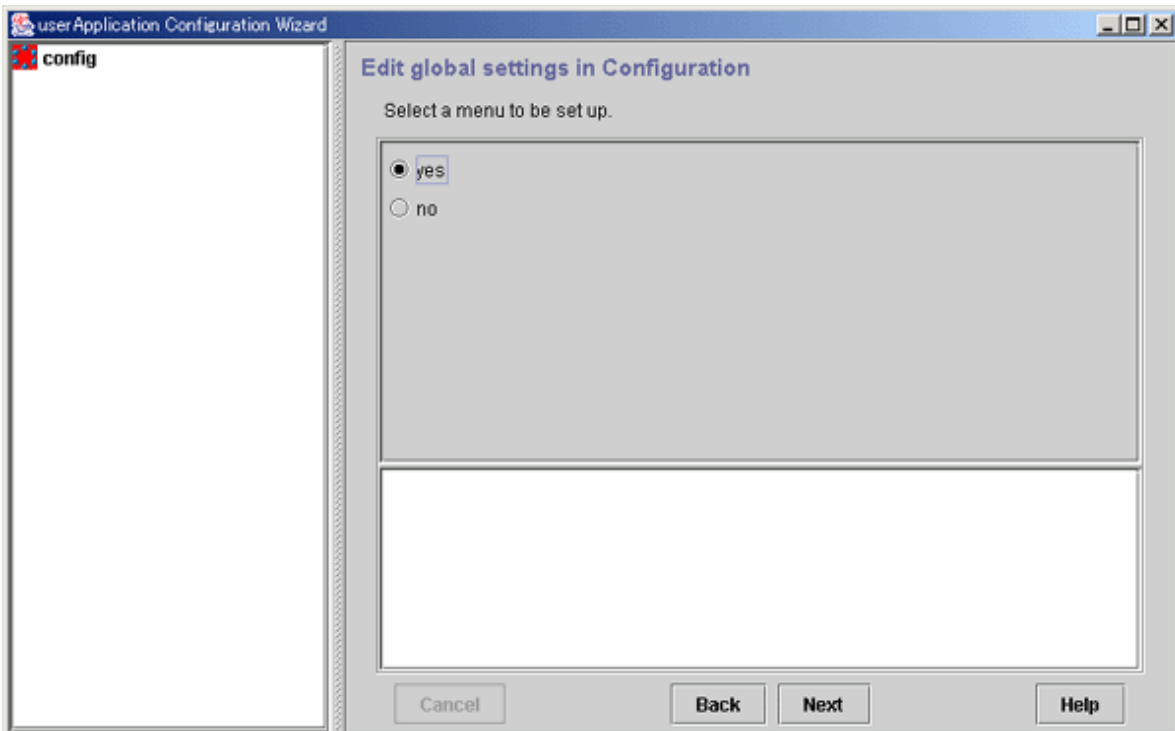 userApplication Configuration Wizard
config
Edit global settings in Configuration
Select a menu to be set up.
yes
no
Cancel
Back
Next
Help